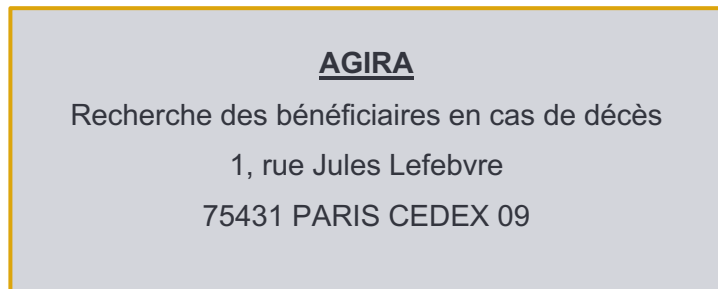 AGIRA
Recherche des bénéficiaires en cas de décès
1, rue Jules Lefebvre
75431 PARIS CEDEX 09